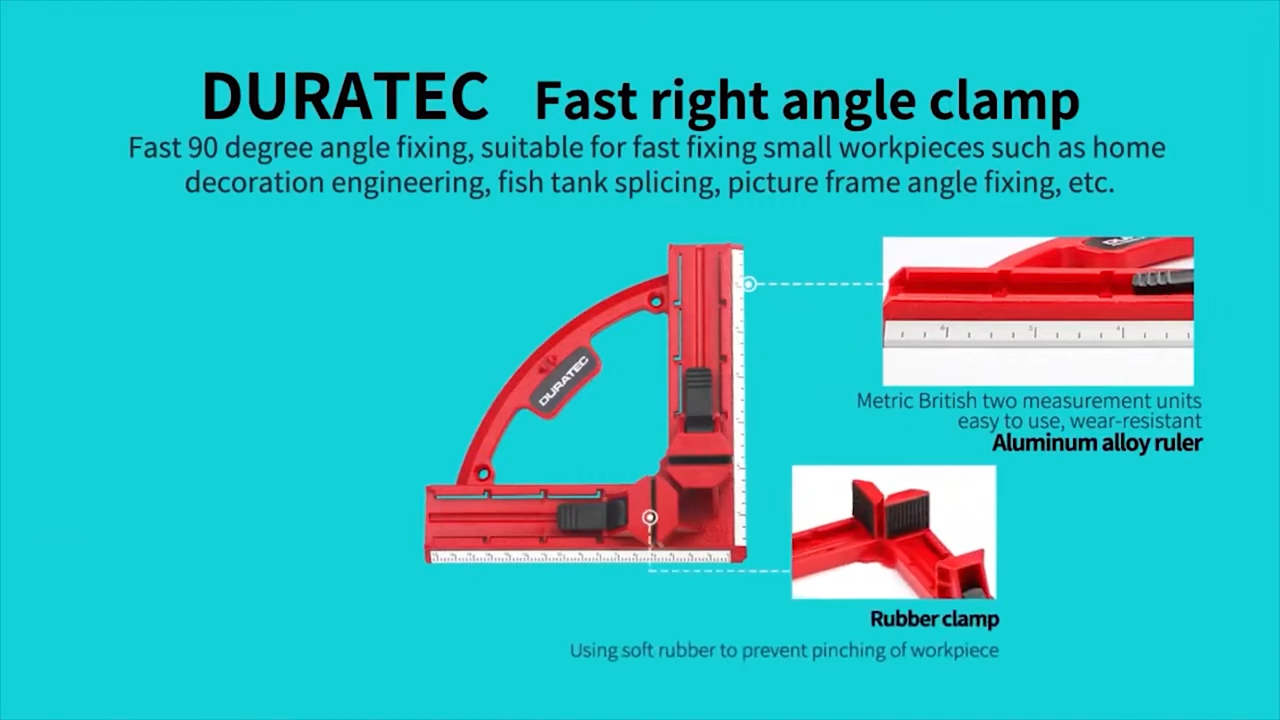 DURATEC Fast right angle clamp
Fast 90 degree angle fixing, suitable for fast fixing small workpieces such as home
decoration engineering, fish tank splicing, picture frame angle fixing, etc.
DURATEC
Metric British two measurement units
easy to use, wear-resistant
Aluminum alloy ruler
Rubber clamp
Using soft rubber to prevent pinching of workpiece